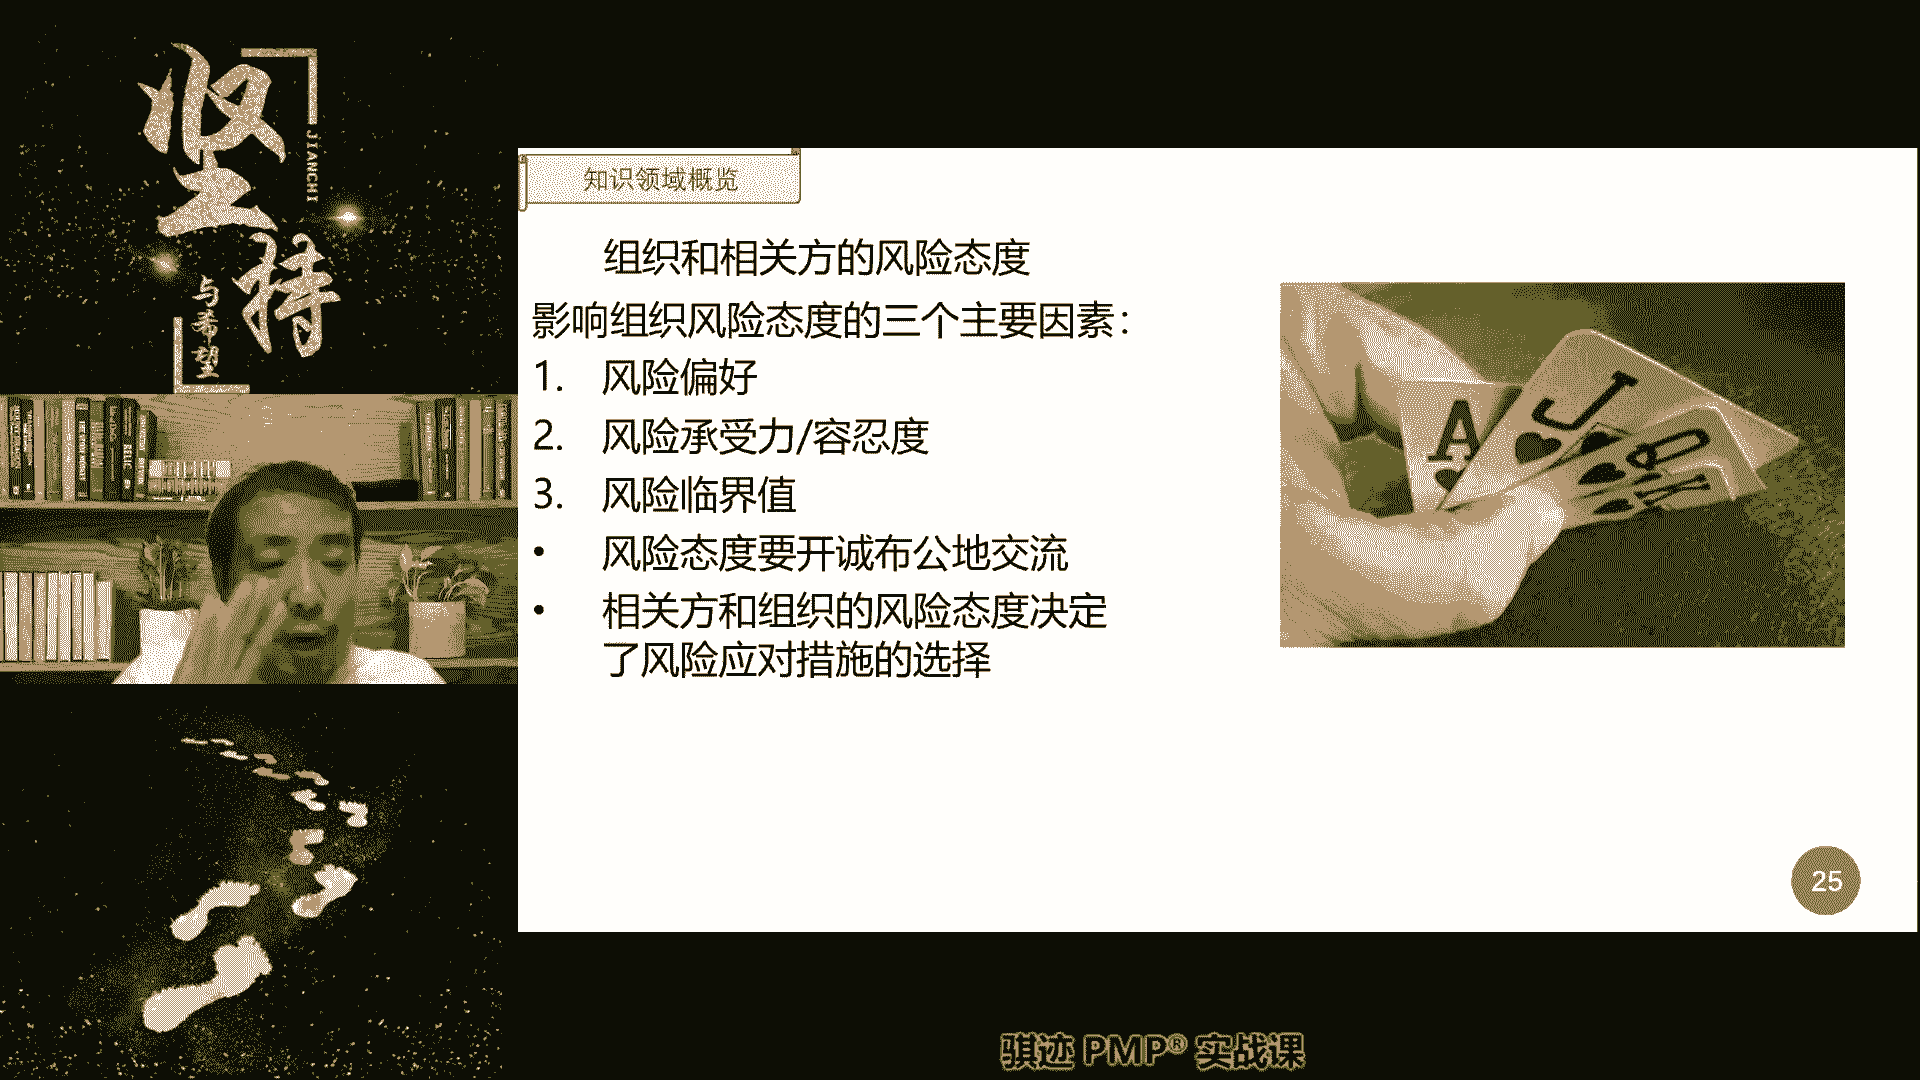 坚持
JIANCHI
与希望
知识领域概览
组织和相关方的风险态度
影响组织风险态度的三个主要因素：
1. 风险偏好
2. 风险承受力/容忍度
3. 风险临界值
• 风险态度要开诚布公地交流
• 相关方和组织的风险态度决定
了风险应对措施的选择
A
J
Q
K
25
骐迹 PMP® 实战课